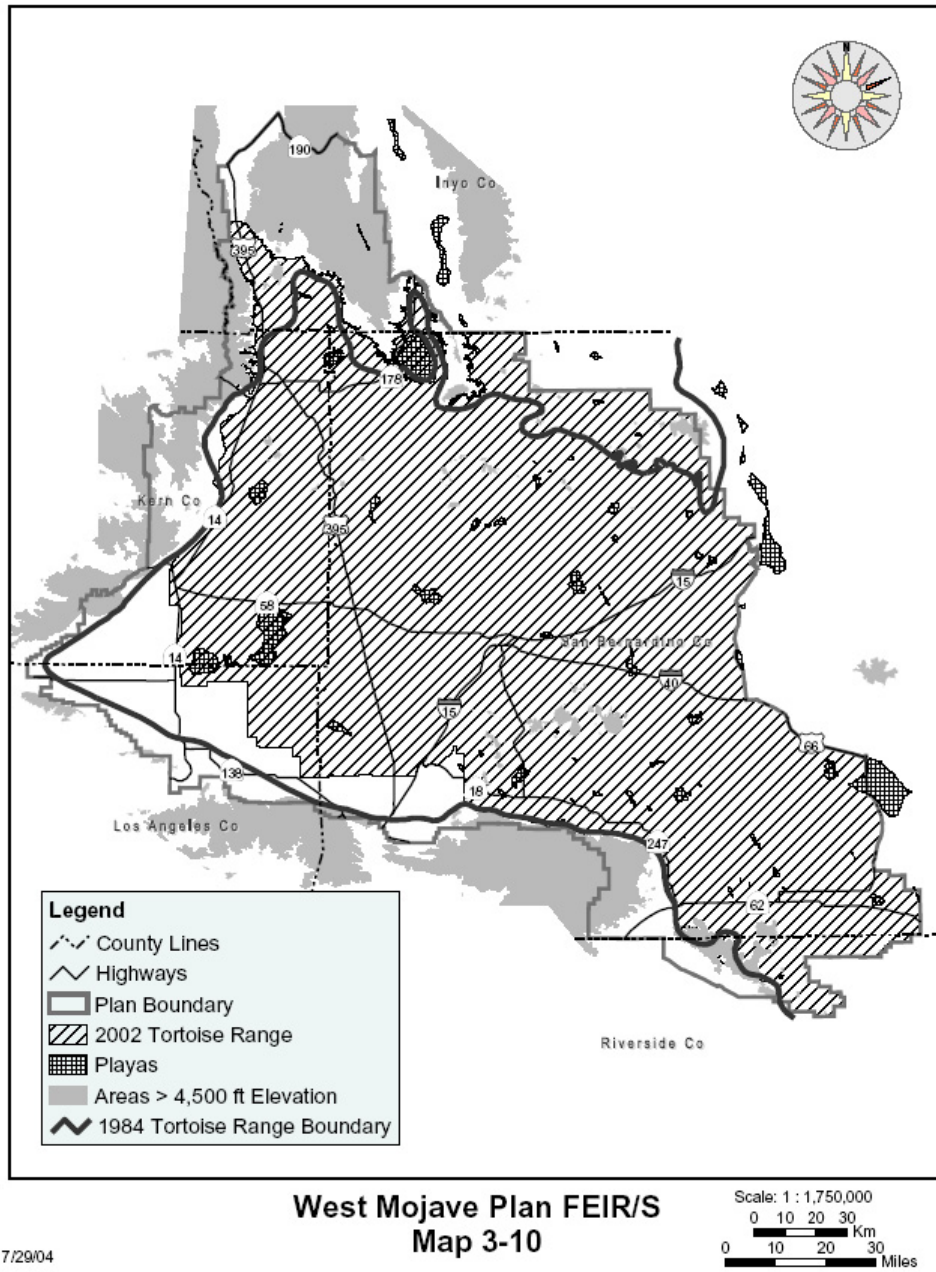 N
190
Inyo Co
395
178
Kern Co
14
395
15
58
San Bernardino Co
14
40
15
66
138
18
Los Angeles Co
247
62
Riverside Co
Legend
County Lines
Highways
Plan Boundary
2002 Tortoise Range
Playas
Areas > 4,500 ft Elevation
1984 Tortoise Range Boundary
West Mojave Plan FEIR/S
Map 3-10
Scale: 1 : 1,750,000
0 10 20 30
Km
0 10 20 30
Miles
7/29/04